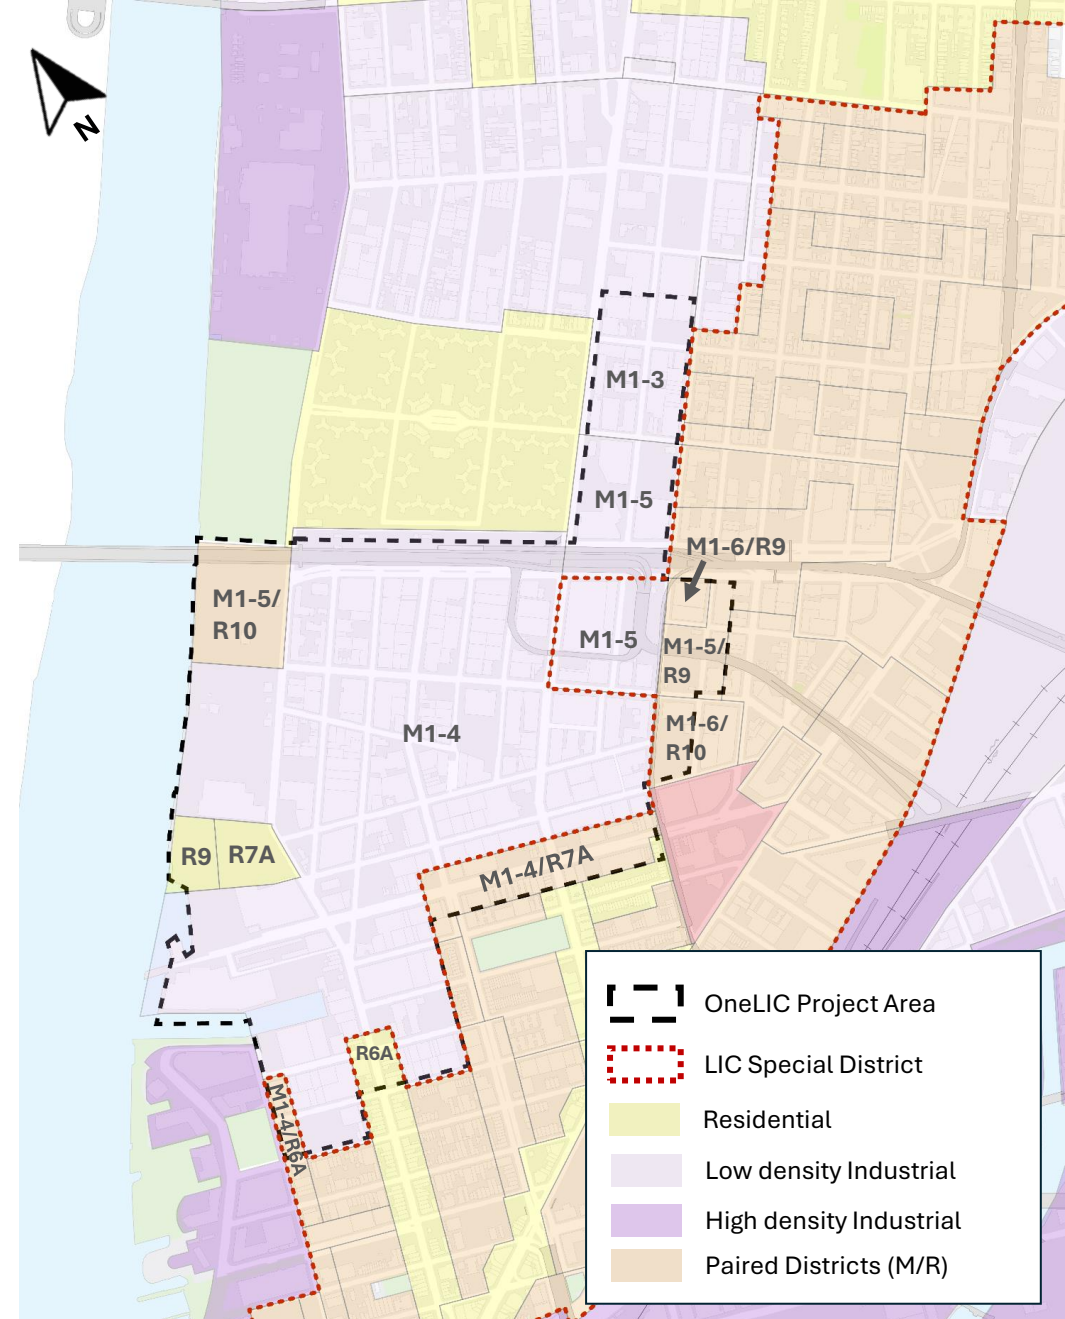 N
M1-3
M1-5
M1-6/R9
M1-5/
R10
M1-5
M1-5/
R9
M1-4
M1-6/
R10
R9
R7A
M1-4/R7A
R6A
M1-4/R6A
OneLIC Project Area
LIC Special District
Residential
Low density Industrial
High density Industrial
Paired Districts (M/R)